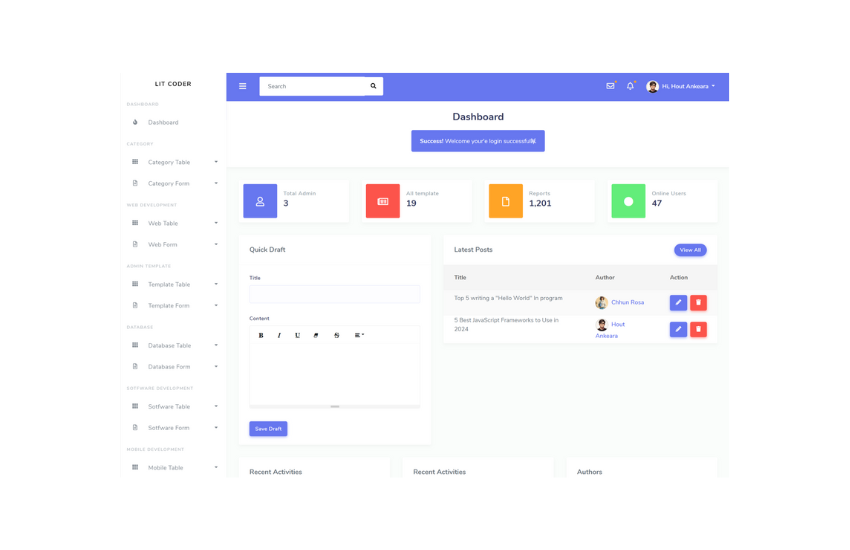 LIT CODER
DASHBOARD
Dashboard
CATEGORY
Category Table
Category Form
WEB DEVELOPMENT
Web Table
Web Form
ADMIN TEMPLATE
Template Table
Template Form
DATABASE
Database Table
Database Form
SOTFWARE DEVELOPMENT
Sotfware Table
Sotfware Form
MOBILE DEVELOPMENT
Mobile Table
Search
Hi, Hout Ankeara
Dashboard
Success! Welcome your's login successfully.
Total Admin
3
All template
19
Reports
1,201
Online Users
47
Quick Draft
Title
Content
B I U S
Save Draft
Latest Posts
View All
Title Author Action
Top 5 writing a "Hello World" in program
Chhun Rosa
5 Best JavaScript Frameworks to Use in
2024
Hout
Ankeara
Recent Activities
Recent Activities
Authors